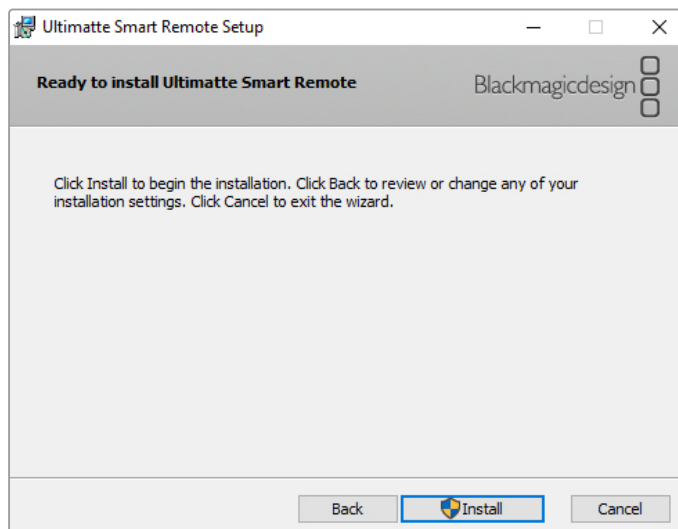 Ultimatte Smart Remote Setup
Ready to install Ultimatte Smart Remote
Blackmagicdesign
Click Install to begin the installation. Click Back to review or change any of your
installation settings. Click Cancel to exit the wizard.
Back
Install
Cancel